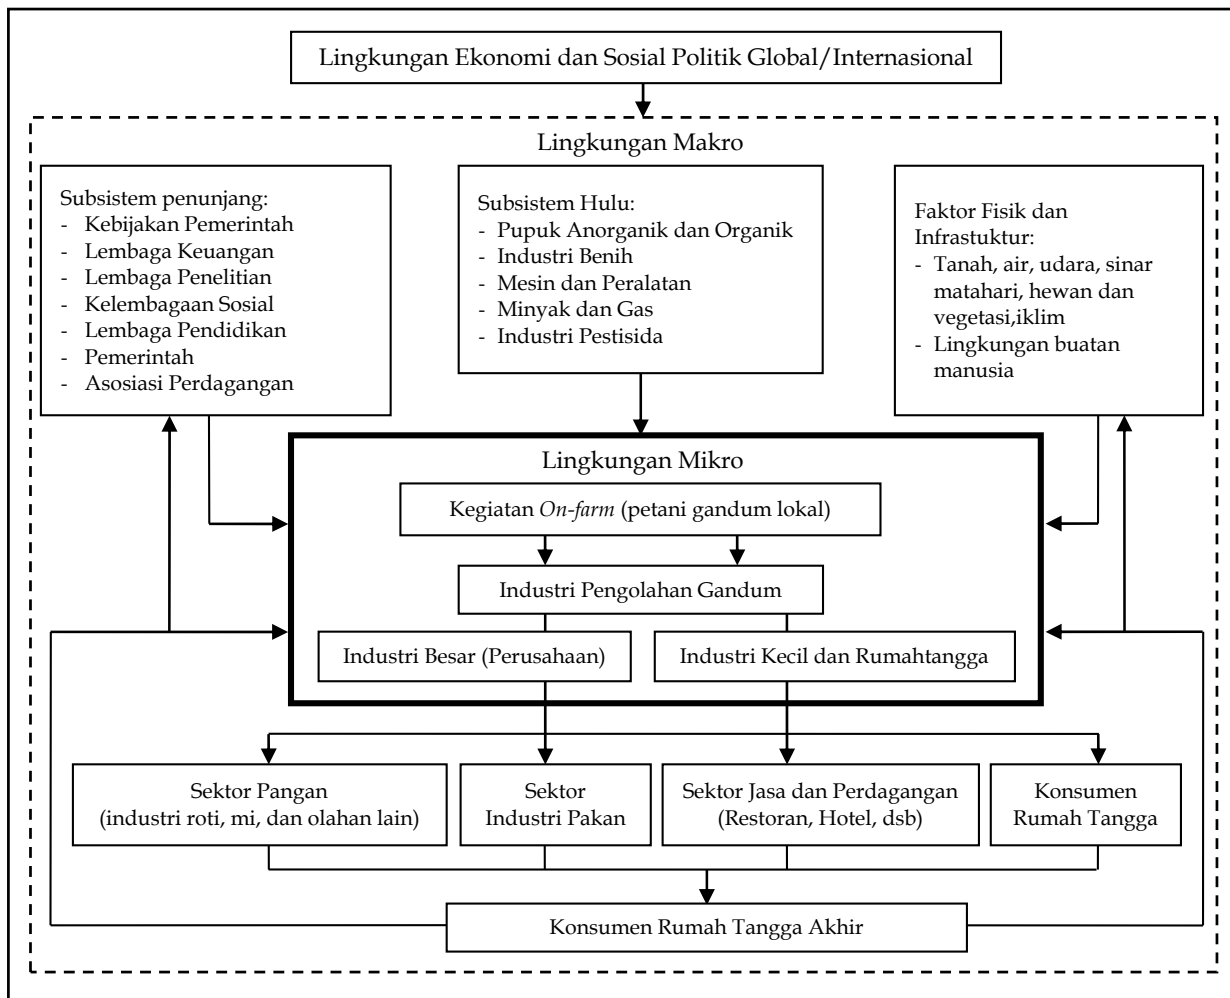 Lingkungan Ekonomi dan Sosial Politik Global/Internasional
Lingkungan Makro
Subsistem penunjang:
- Kebijakan Pemerintah
- Lembaga Keuangan
- Lembaga Penelitian
- Kelembagaan Sosial
- Lembaga Pendidikan
- Pemerintah
- Asosiasi Perdagangan
Subsistem Hulu:
- Pupuk Anorganik dan Organik
- Industri Benih
- Mesin dan Peralatan
- Minyak dan Gas
- Industri Pestisida
Faktor Fisik dan
Infrastuktur:
- Tanah, air, udara, sinar
matahari, hewan dan
vegetasi,iklim
- Lingkungan buatan
manusia
Lingkungan Mikro
Kegiatan On-farm (petani gandum lokal)
Industri Pengolahan Gandum
Industri Besar (Perusahaan)
Industri Kecil dan Rumahtangga
Sektor Pangan
(industri roti, mi, dan olahan lain)
Sektor
Industri Pakan
Sektor Jasa dan Perdagangan
(Restoran, Hotel, dsb)
Konsumen
Rumah Tangga
Konsumen Rumah Tangga Akhir